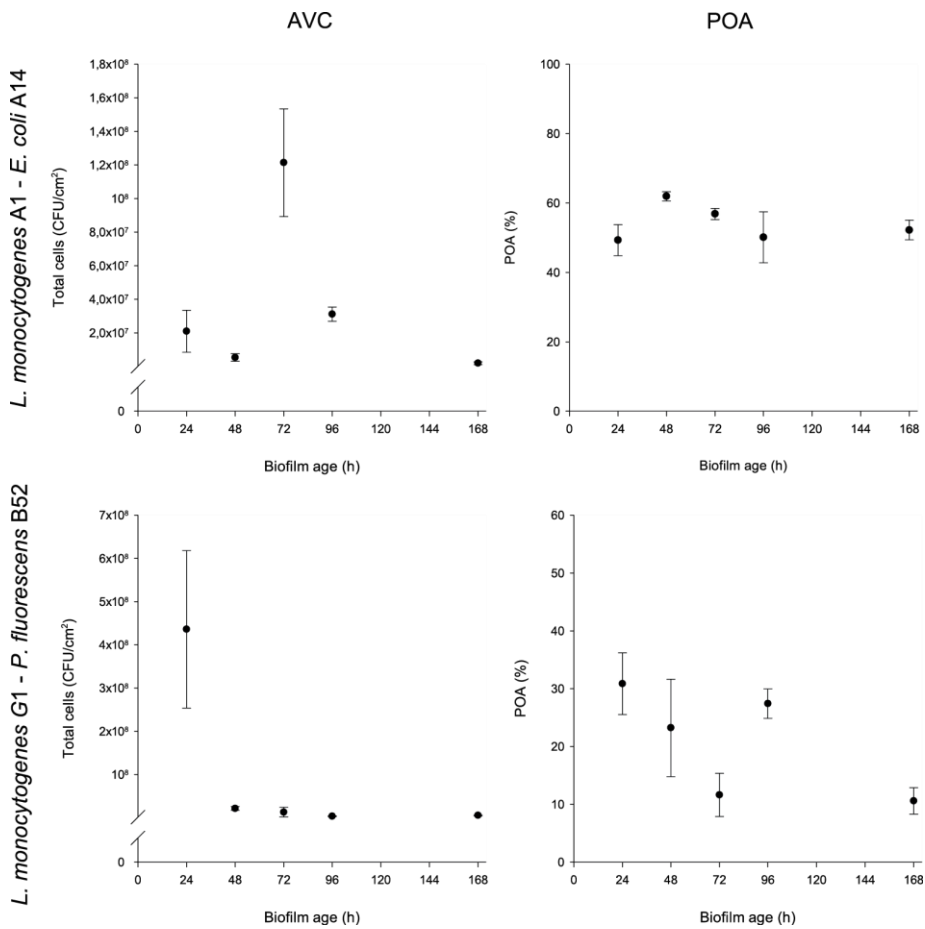 AVC
POA
L. monocytogenes A1 - E. coli A14
Total cells (CFU/cm²)
1,8x10⁸
1,6x10⁸
1,4x10⁸
1,2x10⁸
10⁸
8,0x10⁷
6,0x10⁷
4,0x10⁷
2,0x10⁷
0
0 24 48 72 96 120 144 168
Biofilm age (h)
POA (%)
100
80
60
40
20
0
0 24 48 72 96 120 144 168
Biofilm age (h)
L. monocytogenes G1 - P. fluorescens B52
Total cells (CFU/cm²)
7x10⁸
6x10⁸
5x10⁸
4x10⁸
3x10⁸
2x10⁸
10⁸
0
0 24 48 72 96 120 144 168
Biofilm age (h)
POA (%)
60
50
40
30
20
10
0
0 24 48 72 96 120 144 168
Biofilm age (h)